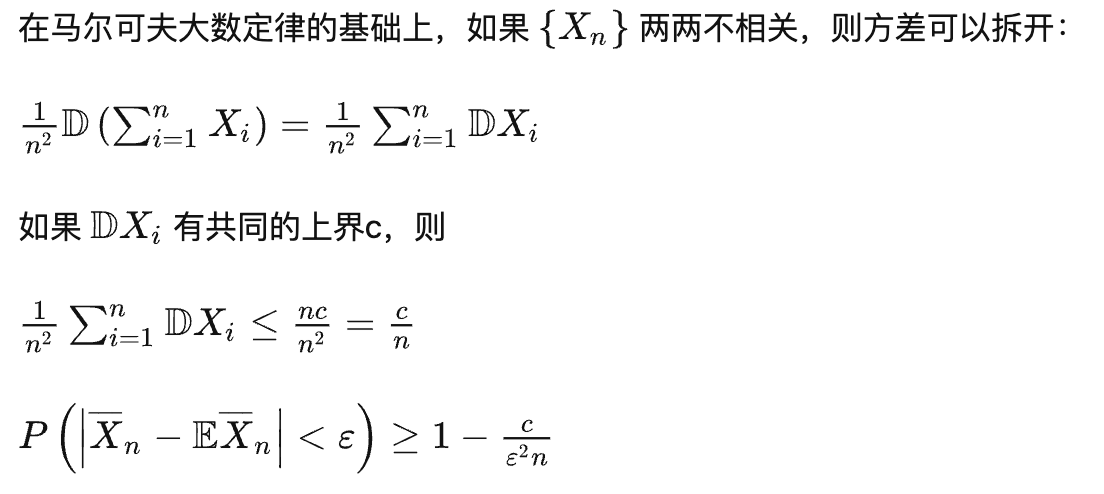 在马尔可夫大数定律的基础上，如果 $\{X_n\}$ 两两不相关，则方差可以拆开：
$\frac{1}{n^2}\mathbb{D}\left(\sum_{i=1}^{n} X_i\right) = \frac{1}{n^2}\sum_{i=1}^{n}\mathbb{D}X_i$
如果 $\mathbb{D}X_i$ 有共同的上界c，则
$\frac{1}{n^2}\sum_{i=1}^{n}\mathbb{D}X_i \leq \frac{nc}{n^2} = \frac{c}{n}$
$P\left(\left|\overline{X}_n - \mathbb{E}\overline{X}_n\right| < \varepsilon\right) \geq 1 - \frac{c}{\varepsilon^2 n}$